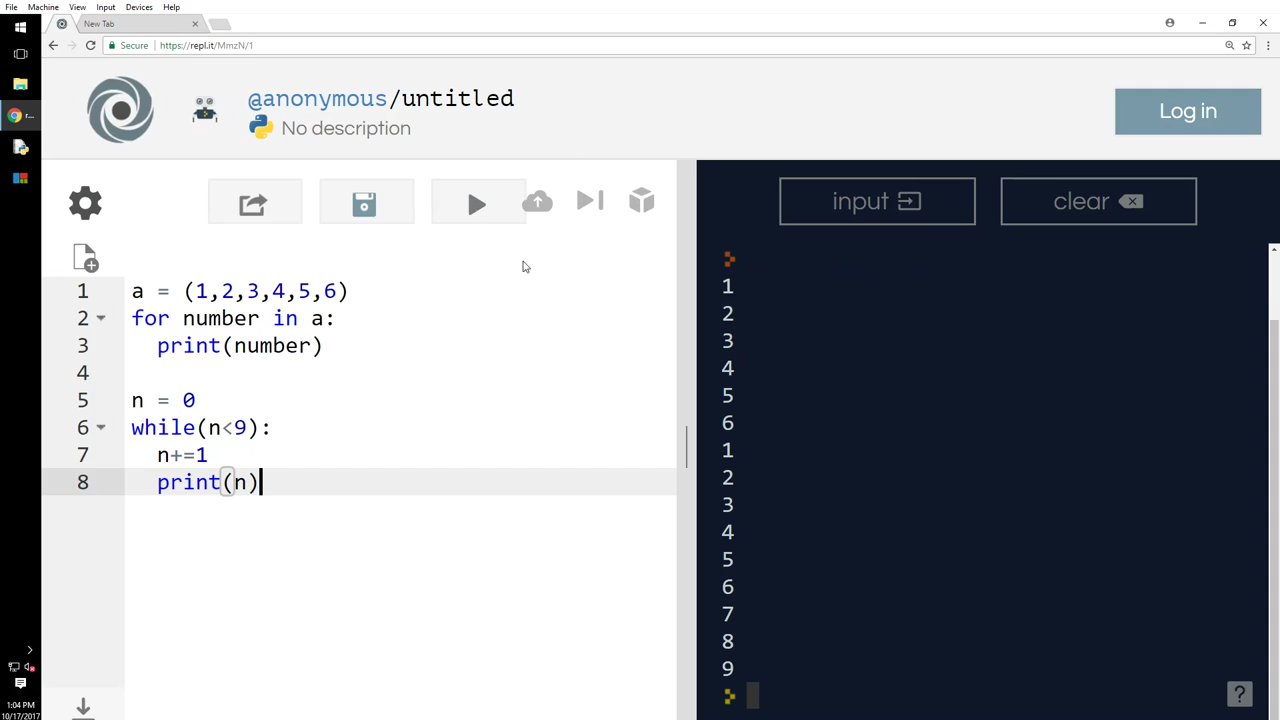 File Machine View Input Devices Help
New Tab
Secure https://repl.it/MmzN/1
@anonymous/untitled
No description
Log in
input
clear
1 a = (1,2,3,4,5,6)
2 for number in a:
3 print(number)
4
5 n = 0
6 while(n<9):
7 n+=1
8 print(n)
1
2
3
4
5
6
1
2
3
4
5
6
7
8
9
?
r...
1:04 PM
10/17/2017